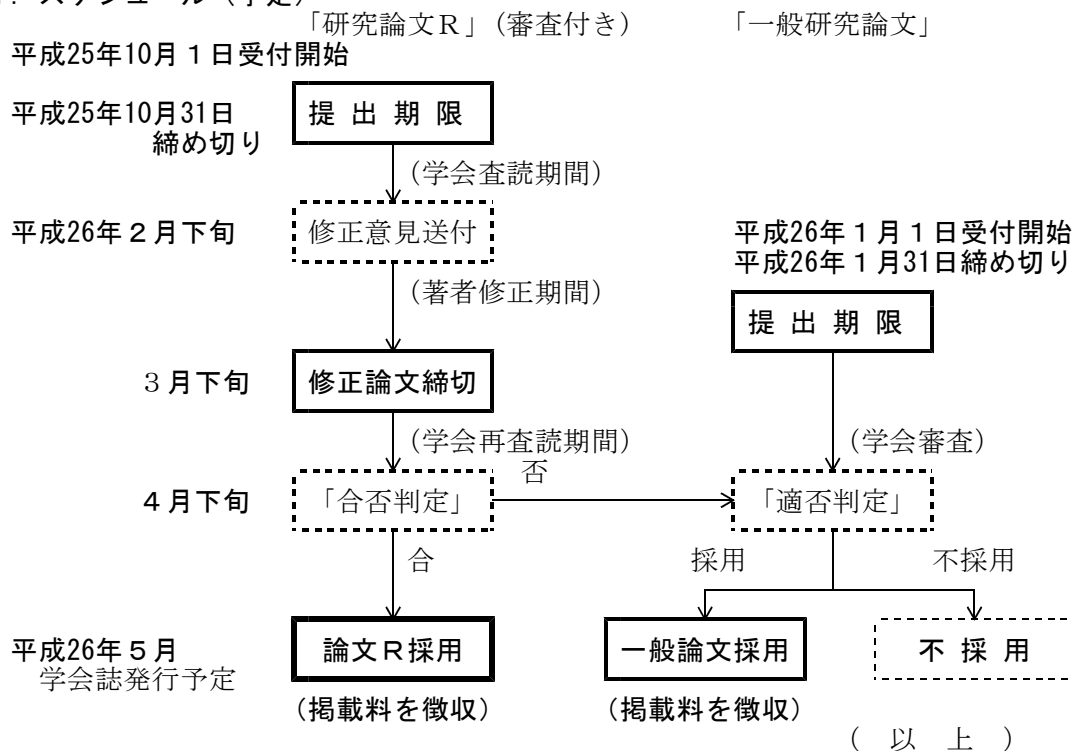 スケジュール(予定)
「研究論文R」(審査付き) 「一般研究論文」
平成25年10月1日受付開始
平成25年10月31日 提出期限
締め切り
(学会査読期間)
平成26年2月下旬 修正意見送付 平成26年1月1日受付開始
平成26年1月31日締め切り
(著者修正期間)
提出期限
3月下旬 修正論文締切
(学会再査読期間) (学会審査)
否
4月下旬 「合否判定」 「適否判定」
合 採用 不採用
平成26年5月 論文R採用 一般論文採用 不採用
学会誌発行予定
(掲載料を徴収) (掲載料を徴収)
(以上)